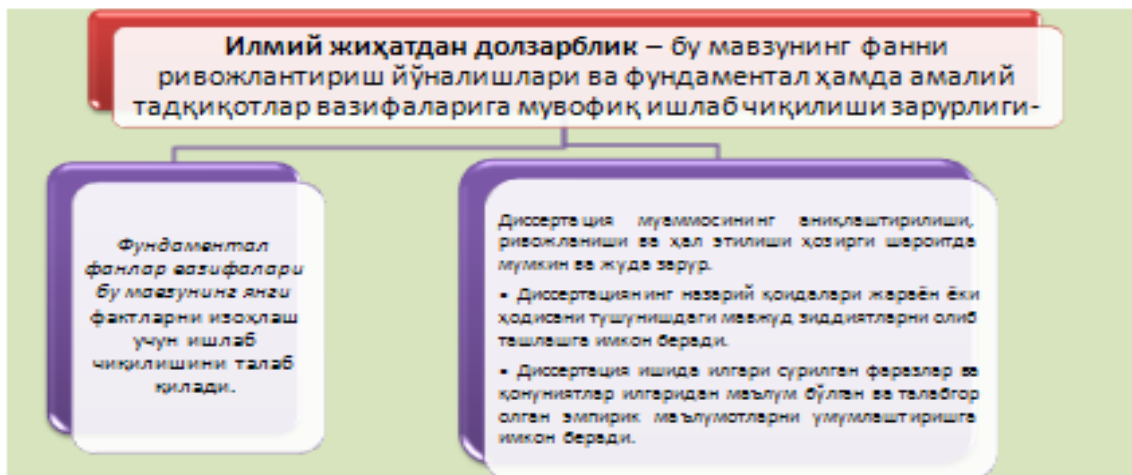 Илмий жиҳатдан долзарблик – бу мавзунинг фанни
ривожлантириш йўналишлари ва фундаментал ҳамда амалий
тадқиқотлар вазифаларига мувофиқ ишлаб чиқилиши зарурлиги-
Фундаментал
фанлар вазифалари
бу мавзунинг янги
фактларни изоҳлаш
учун ишлаб
чиқилишини талаб
қилади.
Диссертация муаммосининг аниқлаштирилиши,
ривожланиши ва ҳал этилиши ҳозирги шароитда
мумкин ва жуда зарур.
• Диссертациянинг назарий қоидалари жараён ёки
ҳодисани тушунишдаги мавжуд зиддиятларни олиб
ташлашга имкон беради.
• Диссертация ишида илгари сурилган фаразлар ва
қонуниятлар илгаридан маълум бўлган ва талабгор
олган эмпирик маълумотларни умумлаштиришга
имкон беради.